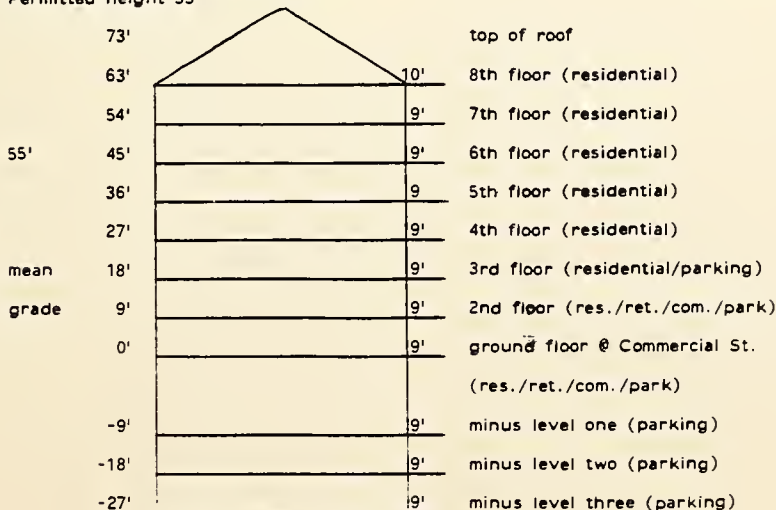 Permitted height 55'
73' top of roof
63' 10' 8th floor (residential)
54' 9' 7th floor (residential)
55' 45' 9' 6th floor (residential)
36' 9 5th floor (residential)
27' 9' 4th floor (residential)
mean 18' 9' 3rd floor (residential/parking)
grade 9' 9' 2nd floor (res./ret./com./park)
0' 9' ground floor @ Commercial St.
(res./ret./com./park)
-9' 9' minus level one (parking)
-18' 9' minus level two (parking)
-27' 9' minus level three (parking)